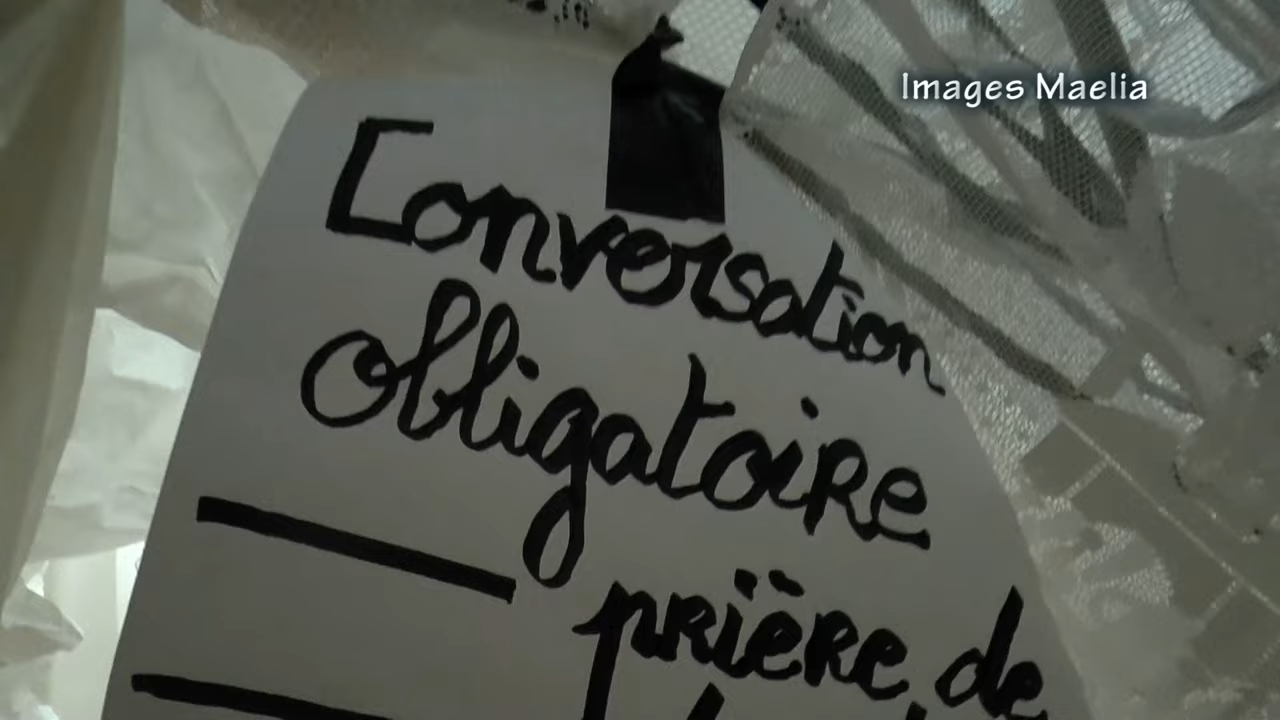 Images Maelia
Conversation
obligatoire
prière de